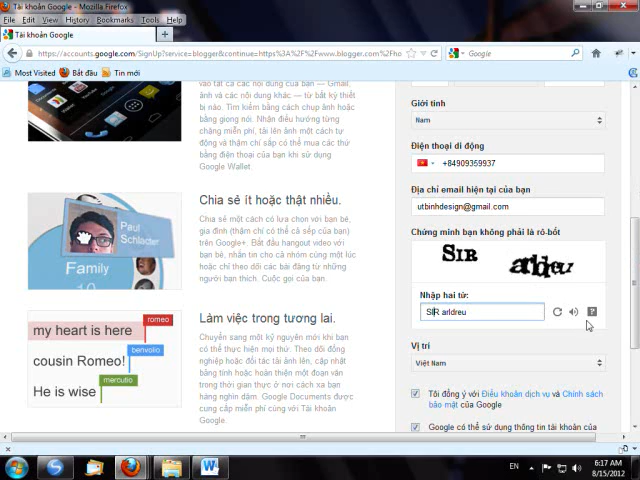 Tài khoản Google - Mozilla Firefox
File Edit View History Bookmarks Tools Help
Tài khoản Google
https://accounts.google.com/SignUp?service=blogger&continue=https%3A%2F%2Fwww.blogger.com%2Fho
Google
Most Visited Bắt đầu Tin mới
vào tất cả các nội dung của bạn — Gmail,
ảnh và các nội dung khác — từ bất kỳ thiết
bị nào. Tìm kiếm bằng cách chụp ảnh hoặc
bằng giọng nói. Nhận điều hướng từng
chặng miễn phí, tải lên ảnh một cách tự
động và thậm chí sắp có thể mua các thứ
bằng điện thoại của bạn khi sử dụng
Google Wallet.
Paul
Schlacter
Family
10
Chia sẻ ít hoặc thật nhiều.
Chia sẻ một cách có lựa chọn với bạn bè,
gia đình (thậm chí có thể cả sếp của bạn)
trên Google+. Bắt đầu hangout video với
bạn bè, nhắn tin cho cả nhóm cùng một lúc
hoặc chỉ theo dõi các bài đăng từ những
người bạn thích. Cuộc gọi của bạn.
romeo
my heart is here
benvolio
cousin Romeo!
mercutio
He is wise
Làm việc trong tương lai.
Chuyển sang một kỷ nguyên mới khi bạn
có thể thực hiện mọi thứ. Theo dõi đồng
nghiệp hoặc đối tác tải ảnh lên, cập nhật
bảng tính hoặc hoàn thiện một đoạn văn
trong thời gian thực ở nơi cách xa bạn
hàng nghìn dặm. Google Documents được
cung cấp miễn phí cùng với Tài khoản
Google.
Giới tính
Nam
Điện thoại di động
+84909359937
Địa chỉ email hiện tại của bạn
utbinhdesign@gmail.com
Chứng minh bạn không phải là rô-bốt
SIR
Nhập hai từ:
SIR arldreu
Vị trí
Việt Nam
Tôi đồng ý với Điều khoản dịch vụ và Chính sách
bảo mật của Google
Google có thể sử dụng thông tin tài khoản của
EN
6:17 AM
8/15/2012